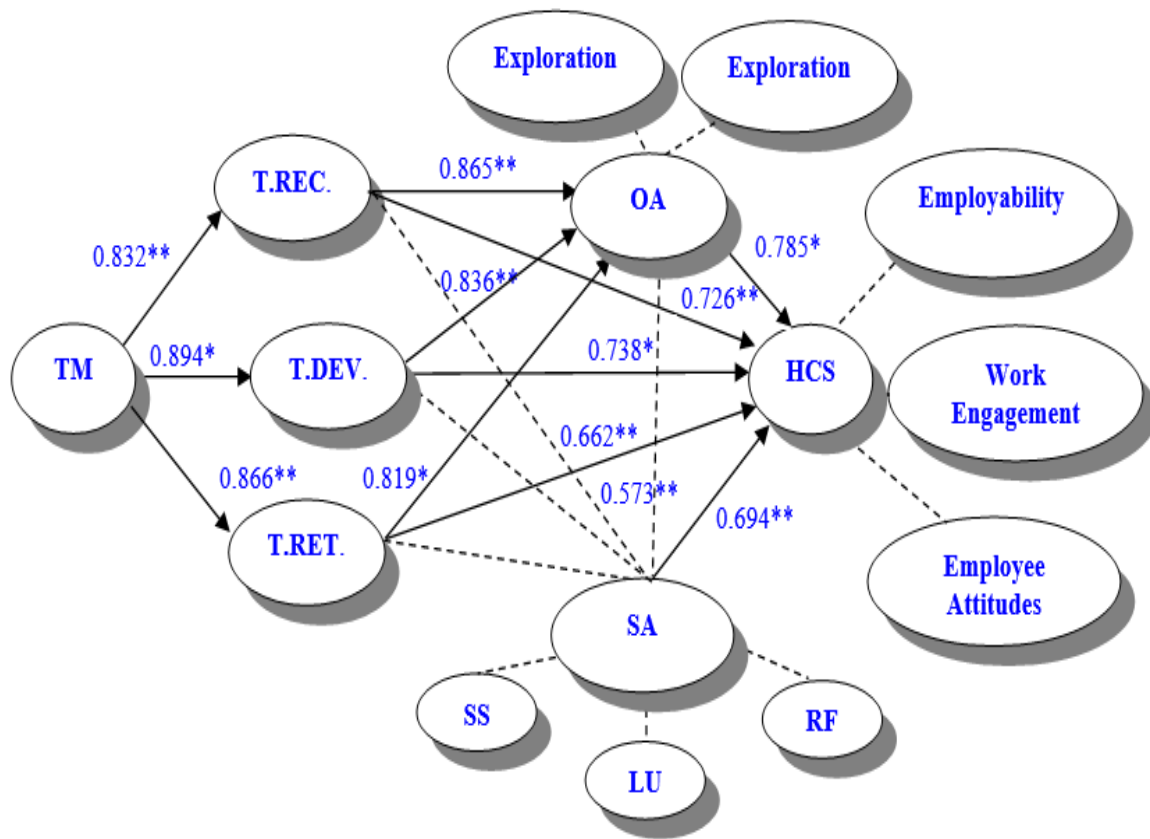 Exploration
Exploration
T.REC.
0.865**
OA
Employability
0.832**
0.836**
0.785*
0.726**
TM
0.894*
T.DEV.
0.738*
HCS
Work
Engagement
0.866**
0.819*
0.662**
0.573**
0.694**
T.RET.
Employee
Attitudes
SA
SS
RF
LU